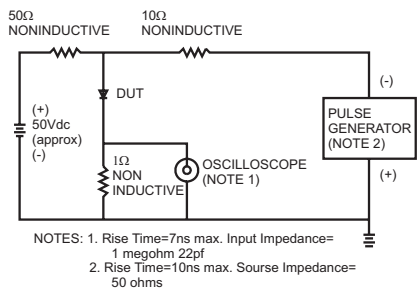 50Ω
NONINDUCTIVE
10Ω
NONINDUCTIVE
(+)
50Vdc
(approx)
(-)
DUT
1Ω
NON
INDUCTIVE
OSCILLOSCOPE
(NOTE 1)
(-)
PULSE
GENERATOR
(NOTE 2)
(+)
NOTES: 1. Rise Time=7ns max. Input Impedance=
1 megohm 22pf
2. Rise Time=10ns max. Sourse Impedance=
50 ohms